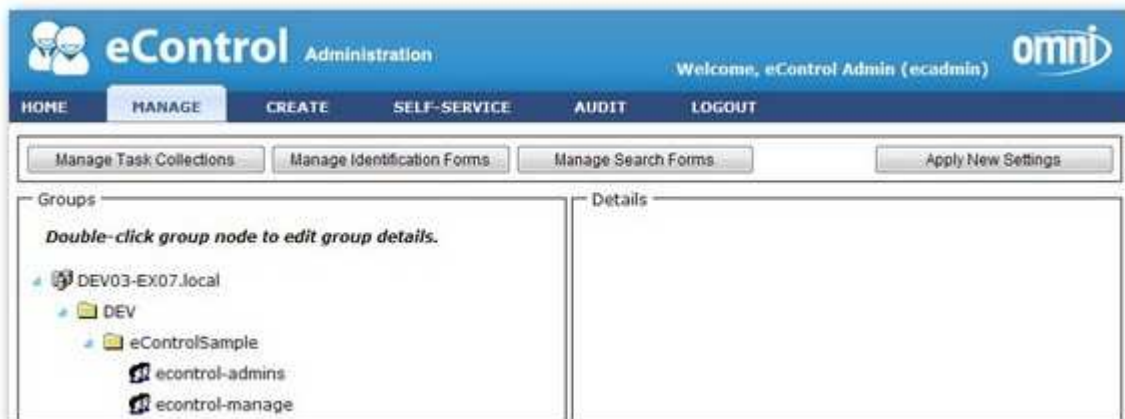 eControl Administration
Welcome, eControl Admin (ecadmin)
omni
HOME MANAGE CREATE SELF-SERVICE AUDIT LOGOUT
Manage Task Collections Manage Identification Forms Manage Search Forms Apply New Settings
Groups Details
Double-click group node to edit group details.
DEV03-EX07.local
DEV
eControlSample
econtrol-admins
econtrol-manage